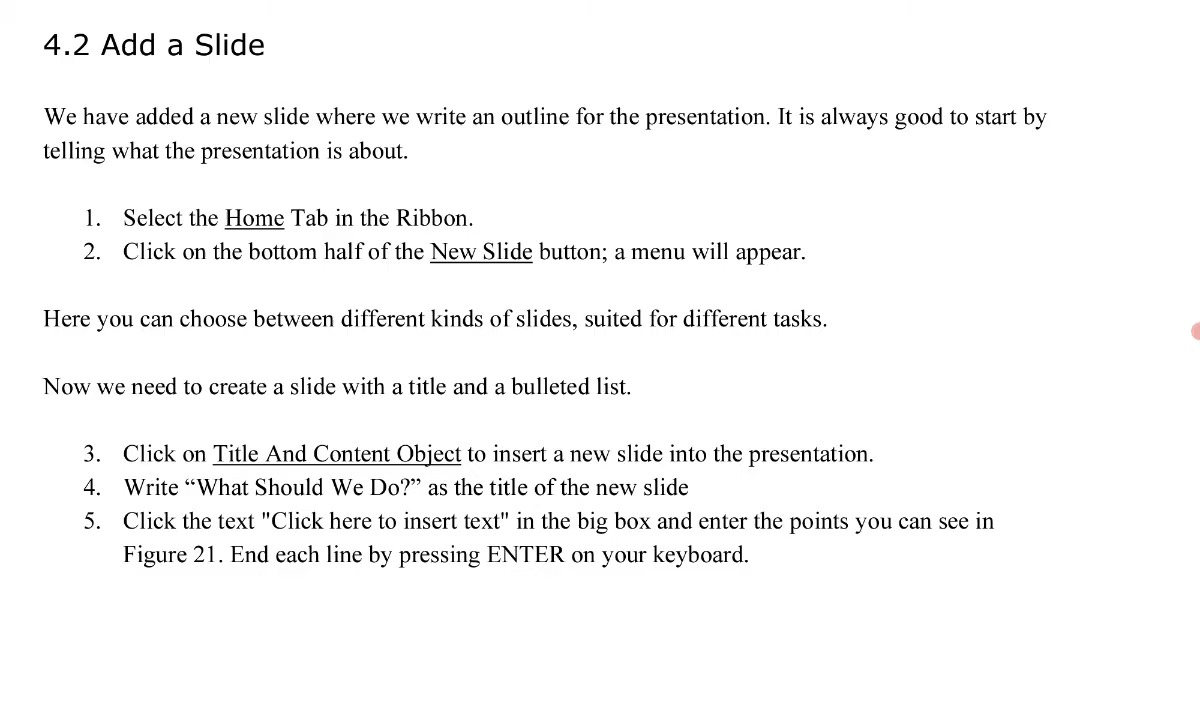 4.2 Add a Slide
We have added a new slide where we write an outline for the presentation. It is always good to start by
telling what the presentation is about.
1. Select the Home Tab in the Ribbon.
2. Click on the bottom half of the New Slide button; a menu will appear.
Here you can choose between different kinds of slides, suited for different tasks.
Now we need to create a slide with a title and a bulleted list.
3. Click on Title And Content Object to insert a new slide into the presentation.
4. Write “What Should We Do?” as the title of the new slide
5. Click the text "Click here to insert text" in the big box and enter the points you can see in
Figure 21. End each line by pressing ENTER on your keyboard.